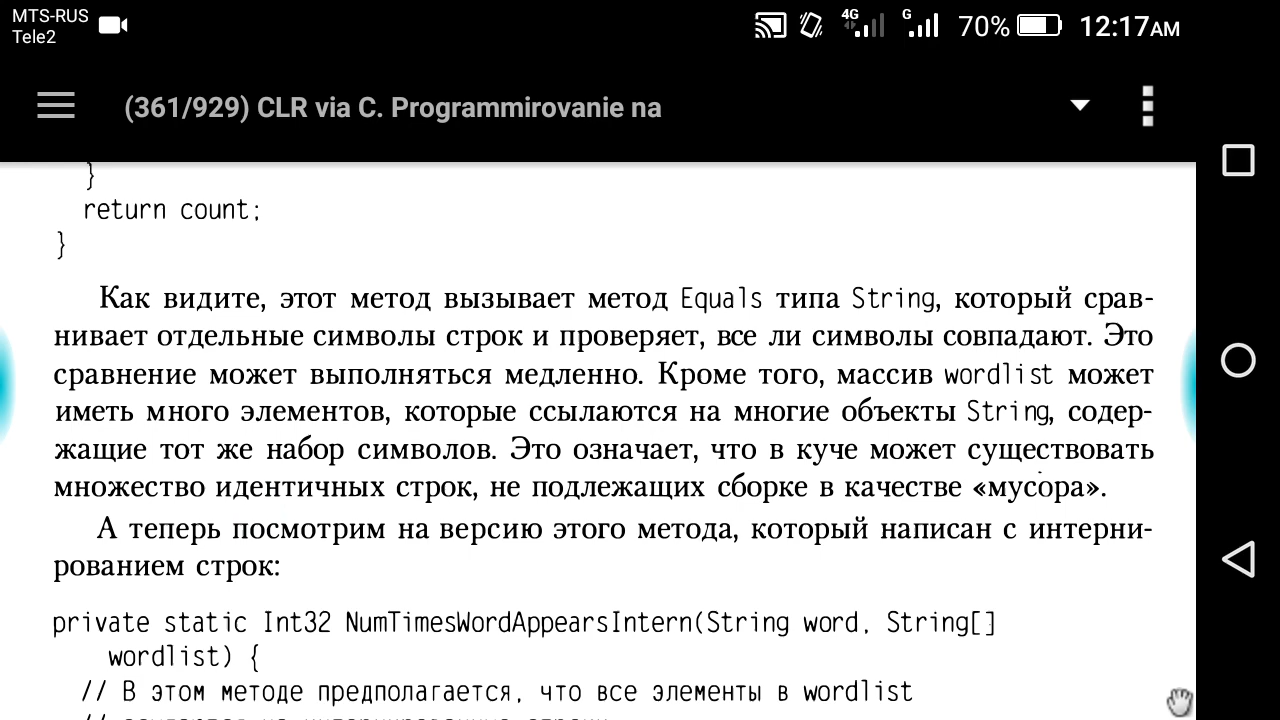 MTS-RUS
Tele2
4G
G
70%
12:17AM
(361/929) CLR via C. Programmirovanie na
}
return count;
}
Как видите, этот метод вызывает метод Equals типа String, который срав-
нивает отдельные символы строк и проверяет, все ли символы совпадают. Это
сравнение может выполняться медленно. Кроме того, массив wordlist может
иметь много элементов, которые ссылаются на многие объекты String, содер-
жащие тот же набор символов. Это означает, что в куче может существовать
множество идентичных строк, не подлежащих сборке в качестве «мусора».
А теперь посмотрим на версию этого метода, который написан с интерни-
рованием строк:
private static Int32 NumTimesWordAppearsIntern(String word, String[]
wordlist) {
// В этом методе предполагается, что все элементы в wordlist